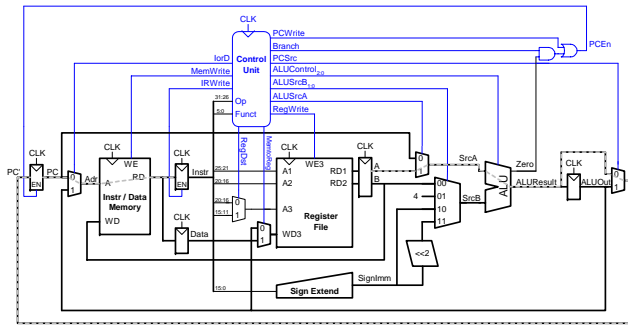 CLK
PCWrite
Branch
PCEn
IorD
Control
Unit
PCSrc
MemWrite
ALUControl2:0
IRWrite
ALUSrcB1:0
31:26
Op
ALUSrcA
5:0
Funct
RegWrite
CLK
CLK
CLK
RegDst
MemtoReg
CLK
CLK
CLK
PC'
PC
EN
0
1
Adr
WE
A
RD
Instr / Data
Memory
WD
EN
Instr
25:21
20:16
20:16
15:11
0
1
A1
A2
A3
WD3
WE3
RD1
RD2
Register
File
A
B
0
1
SrcA
4
00
01
10
11
SrcB
ALU
Zero
ALUResult
ALUOut
0
1
CLK
Data
0
1
<<2
SignImm
15:0
Sign Extend